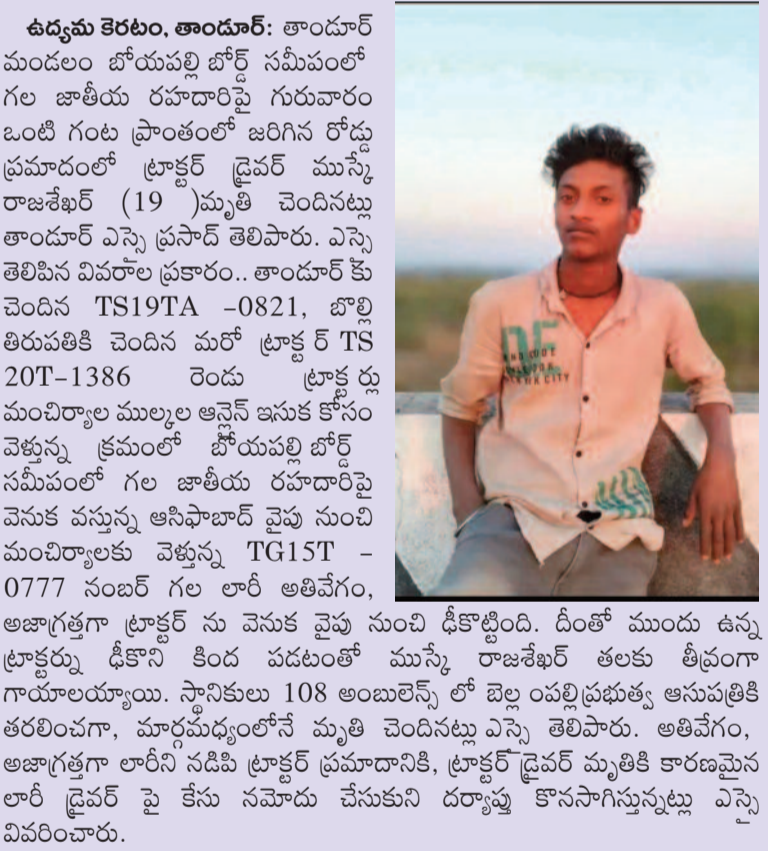 ఉద్యమ కెరటం, తాండూర్: తాండూర్
మండలం బోయపల్లి బోర్డ్ సమీపంలో
గల జాతీయ రహదారిపై గురువారం
ఒంటి గంట ప్రాంతంలో జరిగిన రోడ్డు
ప్రమాదంలో ట్రాక్టర్ డ్రైవర్ ముస్కే
రాజశేఖర్ (19 )మృతి చెందినట్లు
తాండూర్ ఎస్సై ప్రసాద్ తెలిపారు. ఎస్సై
తెలిపిన వివరాల ప్రకారం.. తాండూర్ కు
చెందిన TS19TA -0821, బొల్లి
తిరుపతికి చెందిన మరో ట్రాక్ట ర్ TS
20T-1386 రెండు ట్రాక్ట ర్లు
మంచిర్యాల ముల్కల ఆన్లైన్ ఇసుక కోసం
వెళ్తున్న క్రమంలో బోయపల్లి బోర్డ్
సమీపంలో గల జాతీయ రహదారిపై
వెనుక వస్తున్న ఆసిఫాబాద్ వైపు నుంచి
మంచిర్యాలకు వెళ్తున్న TG15T -
0777 నంబర్ గల లారీ అతివేగం,
అజాగ్రత్తగా ట్రాక్టర్ ను వెనుక వైపు నుంచి ఢీకొట్టింది. దీంతో ముందు ఉన్న
ట్రాక్టర్ను ఢీకొని కింద పడటంతో ముస్కే రాజశేఖర్ తలకు తీవ్రంగా
గాయాలయ్యాయి. స్థానికులు 108 అంబులెన్స్ లో బెల్ల ంపల్లిప్రభుత్వ ఆసుపత్రికి
తరలించగా, మార్గమధ్యంలోనే మృతి చెందినట్లు ఎస్సై తెలిపారు. అతివేగం,
అజాగ్రత్తగా లారీని నడిపి ట్రాక్టర్ ప్రమాదానికి, ట్రాక్టర్ డ్రైవర్ మృతికి కారణమైన
లారీ డ్రైవర్ పై కేసు నమోదు చేసుకుని దర్యాప్తు కొనసాగిస్తున్నట్లు ఎస్సై
వివరించారు.